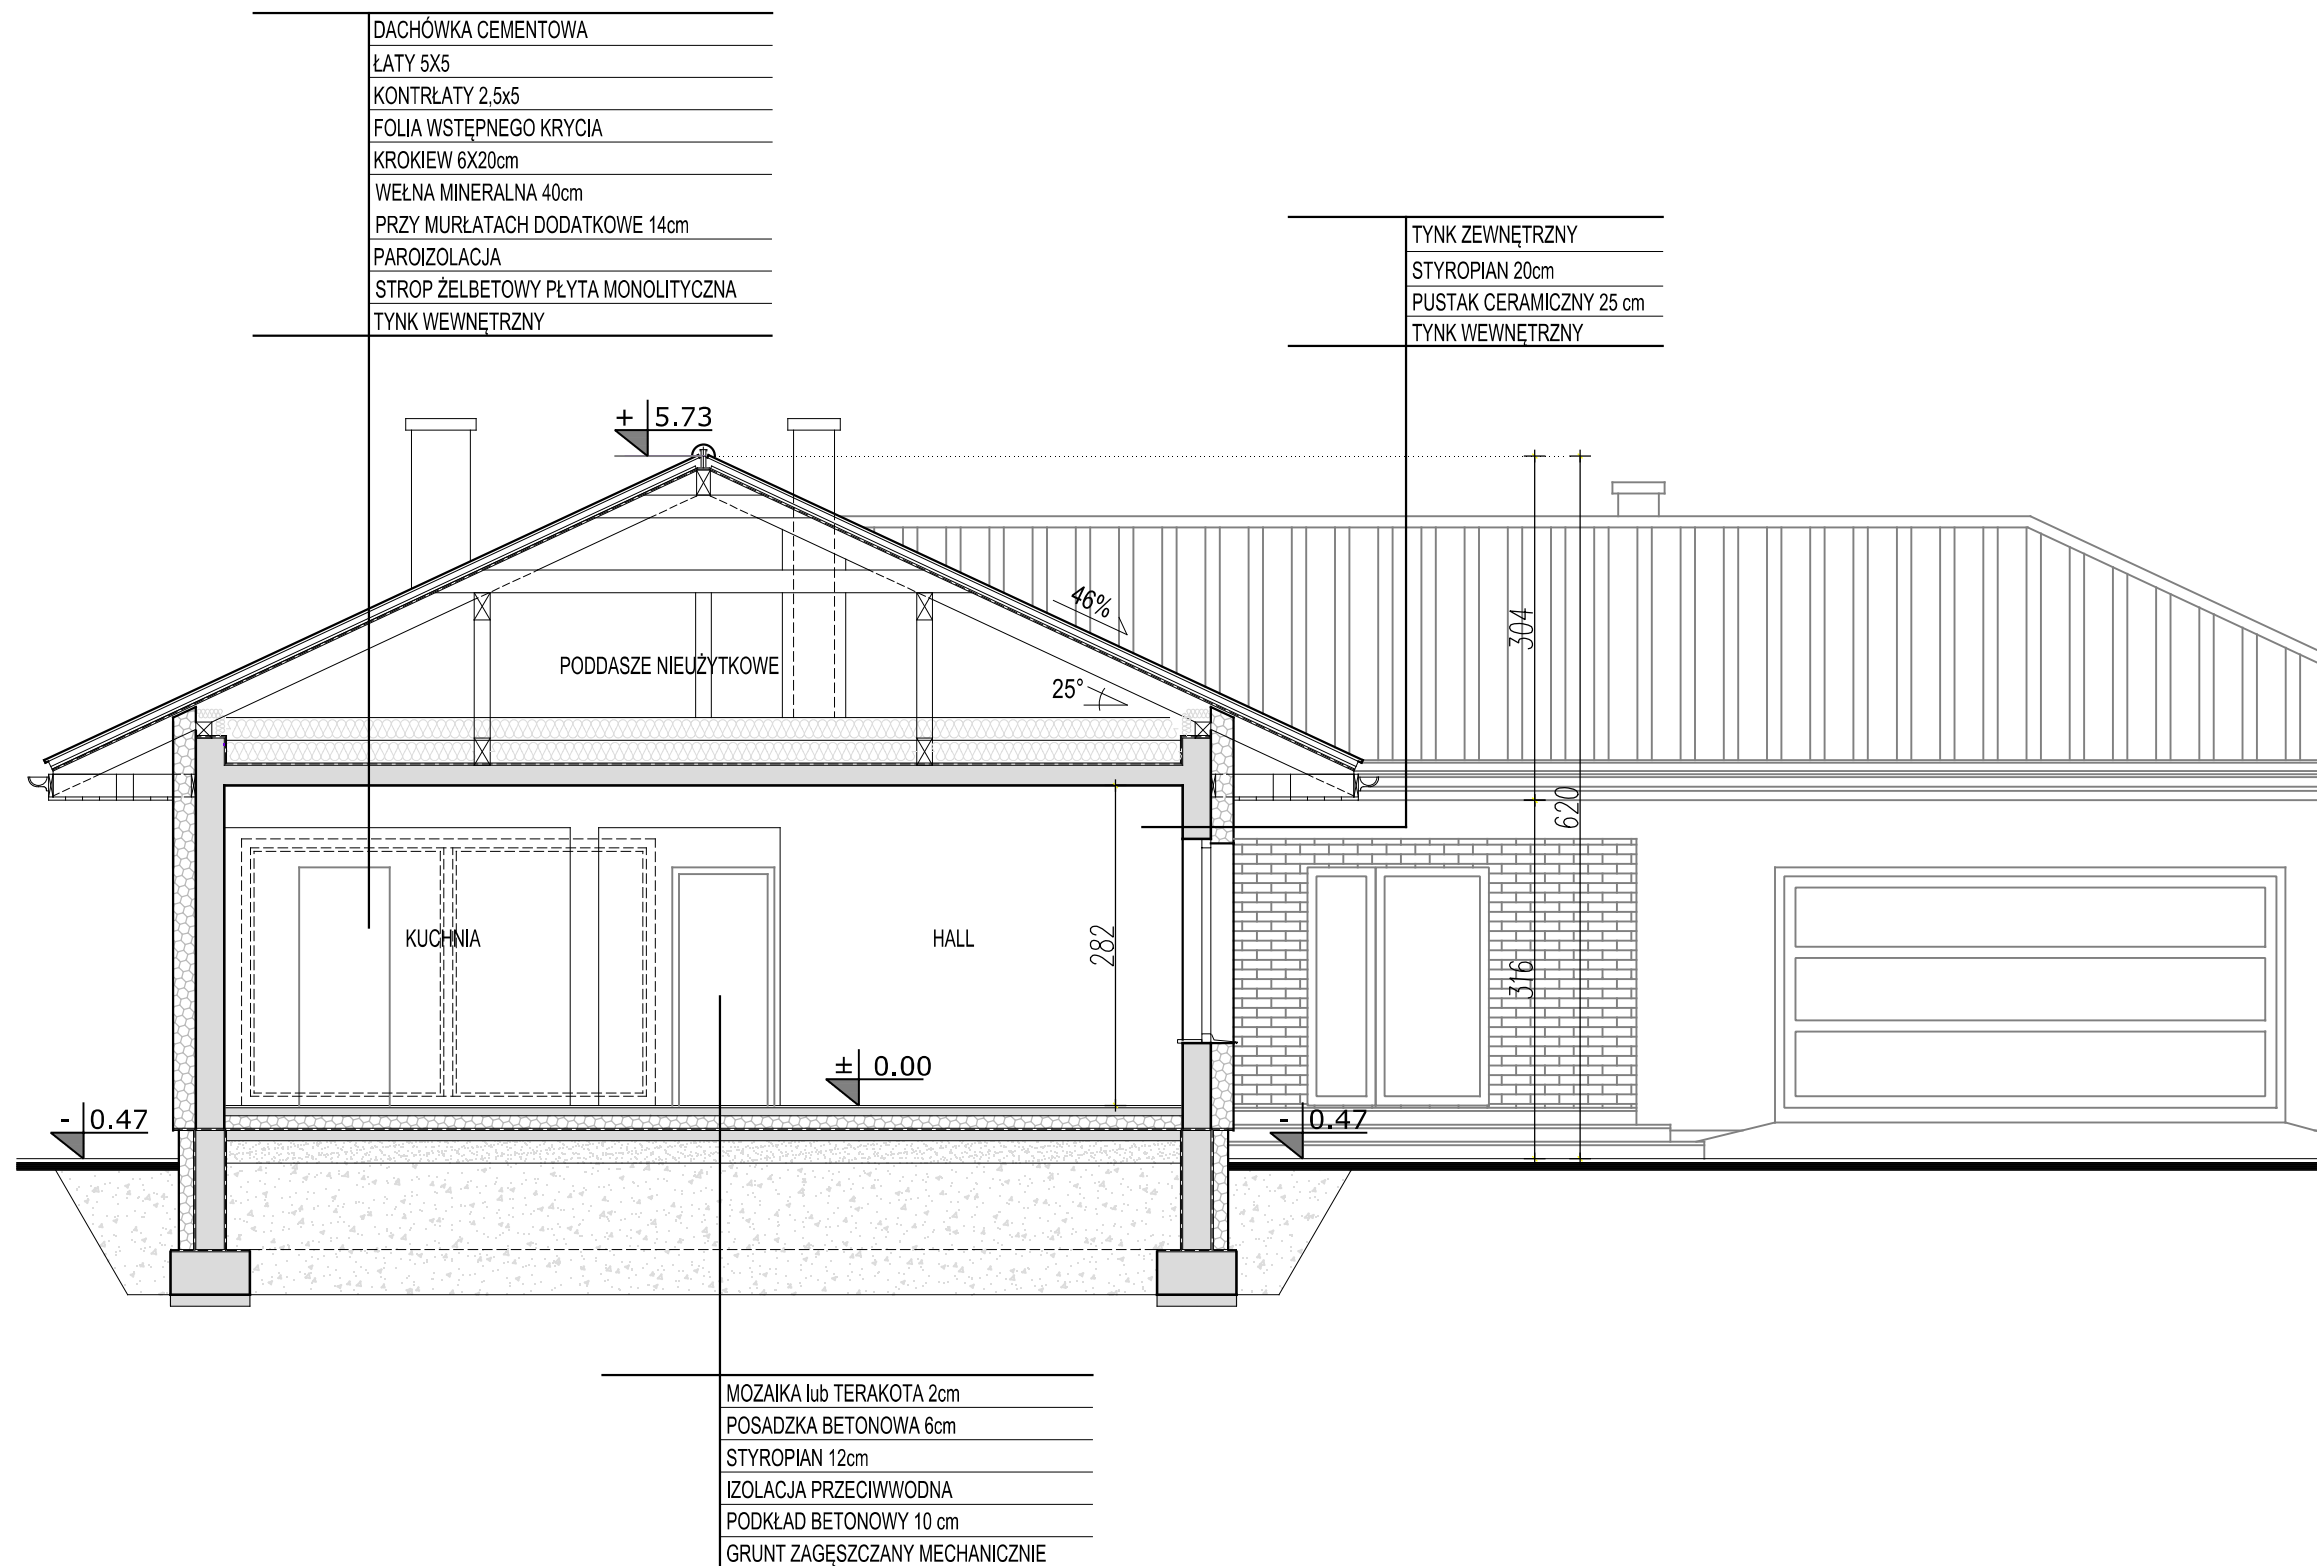 DACHÓWKA CEMENTOWA
ŁATY 5X5
KONTRŁATY 2,5x5
FOLIA WSTĘPNEGO KRYCIA
KROKIEW 6X20cm
WEŁNA MINERALNA 40cm
PRZY MURŁATACH DODATKOWE 14cm
PAROIZOLACJA
STROP ŻELBETOWY PŁYTA MONOLITYCZNA
TYNK WEWNĘTRZNY
TYNK ZEWNĘTRZNY
STYROPIAN 20cm
PUSTAK CERAMICZNY 25 cm
TYNK WEWNĘTRZNY
+ 5.73
46%
304
PODDASZE NIEUŻYTKOWE
25°
620
KUCHNIA
HALL
282
316
± 0.00
- 0.47
- 0.47
MOZAIKA lub TERAKOTA 2cm
POSADZKA BETONOWA 6cm
STYROPIAN 12cm
IZOLACJA PRZECIWWODNA
PODKŁAD BETONOWY 10 cm
GRUNT ZAGĘSZCZANY MECHANICZNIE